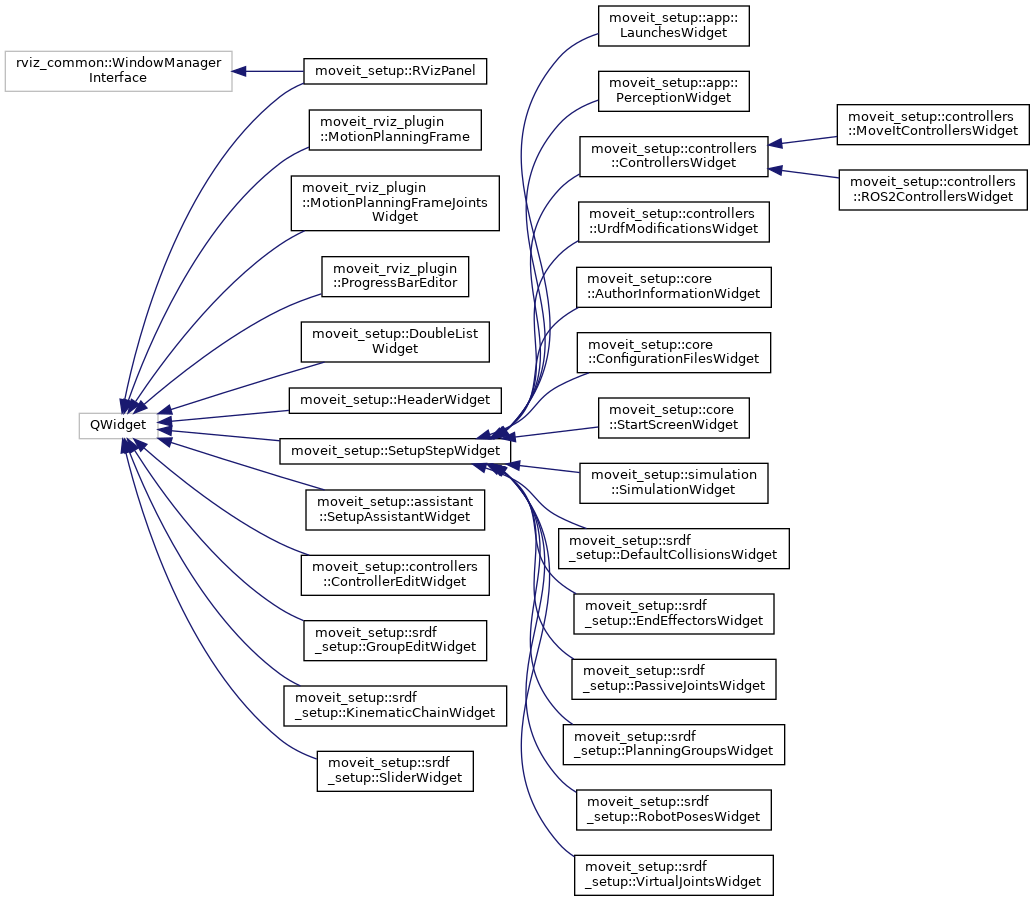 rviz_common::WindowManager
Interface
QWidget
moveit_setup::RVizPanel
moveit_rviz_plugin
::MotionPlanningFrame
moveit_rviz_plugin
::MotionPlanningFrameJoints
Widget
moveit_rviz_plugin
::ProgressBarEditor
moveit_setup::DoubleList
Widget
moveit_setup::HeaderWidget
moveit_setup::SetupStepWidget
moveit_setup::assistant
::SetupAssistantWidget
moveit_setup::controllers
::ControllerEditWidget
moveit_setup::srdf
_setup::GroupEditWidget
moveit_setup::srdf
_setup::KinematicChainWidget
moveit_setup::srdf
_setup::SliderWidget
moveit_setup::app::
LaunchesWidget
moveit_setup::app::
PerceptionWidget
moveit_setup::controllers
::ControllersWidget
moveit_setup::controllers
::UrdfModificationsWidget
moveit_setup::core
::AuthorInformationWidget
moveit_setup::core
::ConfigurationFilesWidget
moveit_setup::core
::StartScreenWidget
moveit_setup::simulation
::SimulationWidget
moveit_setup::srdf
_setup::DefaultCollisionsWidget
moveit_setup::srdf
_setup::EndEffectorsWidget
moveit_setup::srdf
_setup::PassiveJointsWidget
moveit_setup::srdf
_setup::PlanningGroupsWidget
moveit_setup::srdf
_setup::RobotPosesWidget
moveit_setup::srdf
_setup::VirtualJointsWidget
moveit_setup::controllers
::MoveItControllersWidget
moveit_setup::controllers
::ROS2ControllersWidget